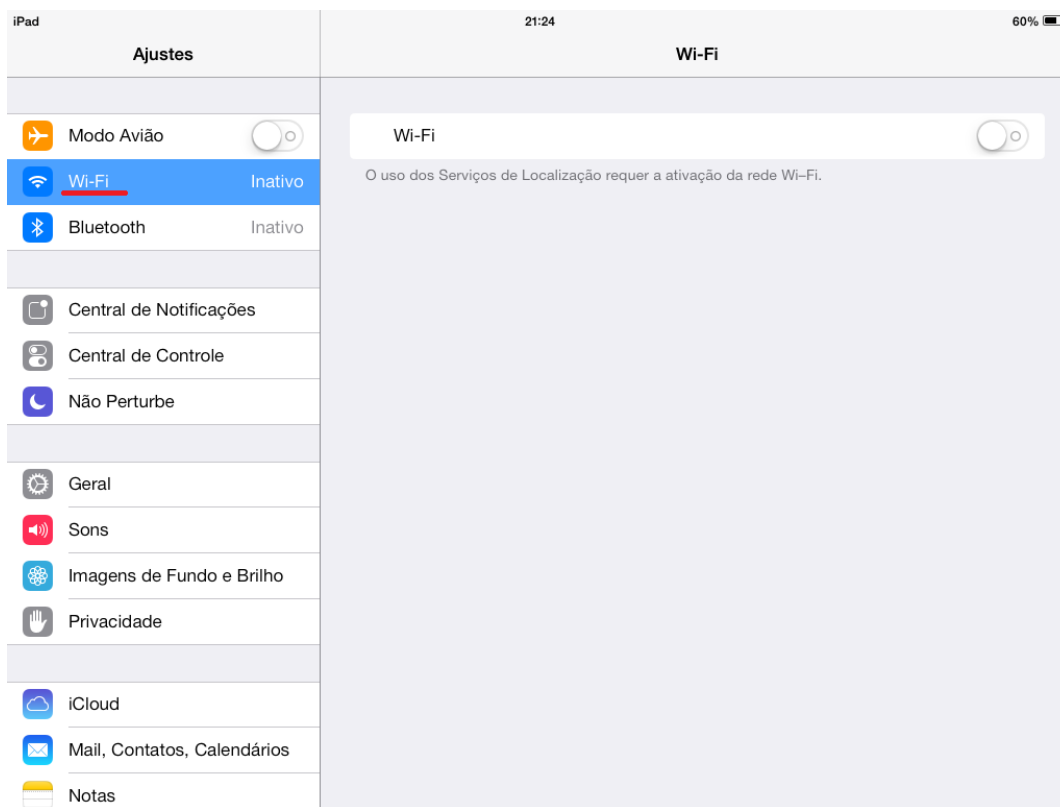 iPad 21:24 60%
Ajustes
Wi-Fi
Modo Avião
Wi-Fi Inativo
Bluetooth Inativo
Central de Notificações
Central de Controle
Não Perturbe
Geral
Sons
Imagens de Fundo e Brilho
Privacidade
iCloud
Mail, Contatos, Calendários
Notas
Wi-Fi
O uso dos Serviços de Localização requer a ativação da rede Wi–Fi.